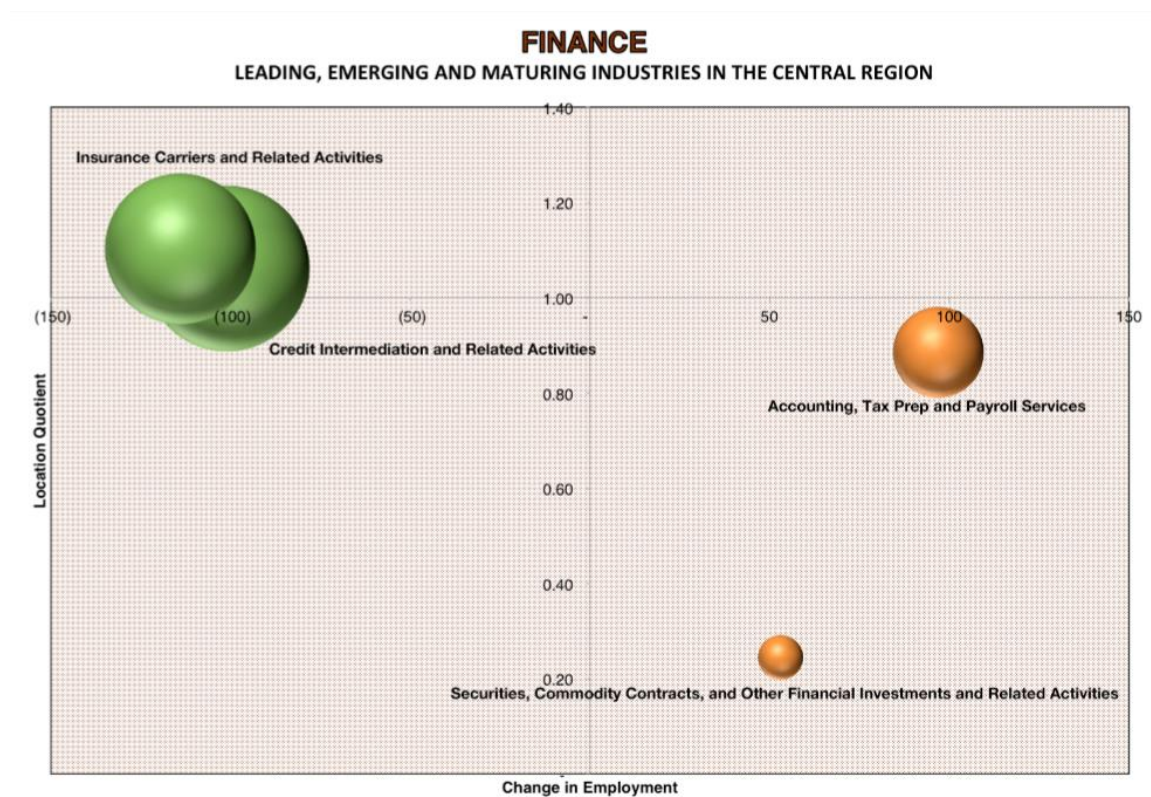 FINANCE
LEADING, EMERGING AND MATURING INDUSTRIES IN THE CENTRAL REGION
1.40
Insurance Carriers and Related Activities
1.20
1.00
(150) (100) (50) - 50 100 150
Credit Intermediation and Related Activities
0.80
Accounting, Tax Prep and Payroll Services
Location Quotient
0.60
0.40
0.20
Securities, Commodity Contracts, and Other Financial Investments and Related Activities
-
Change in Employment